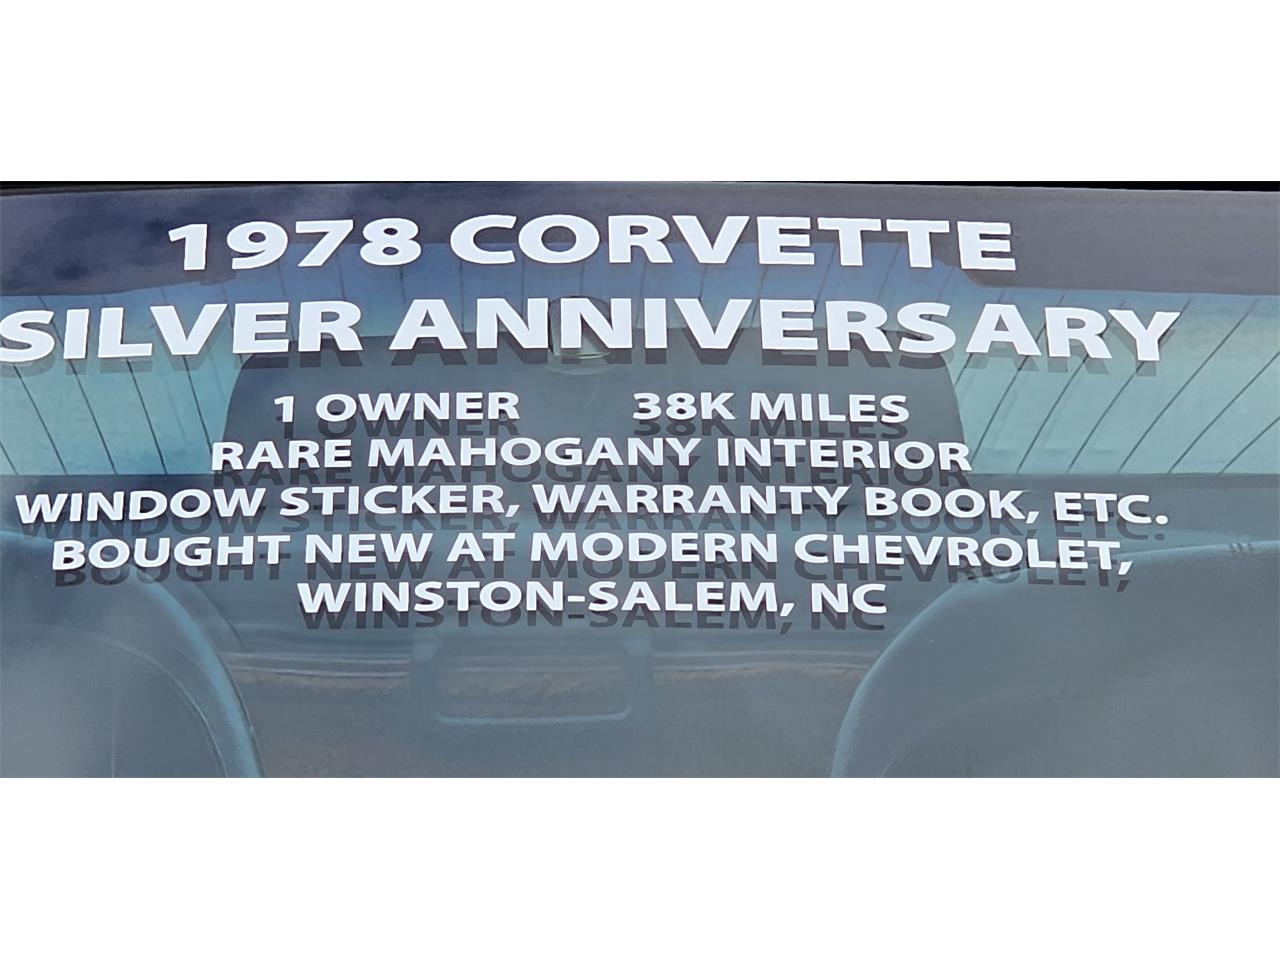 1978 CORVETTE
SILVER ANNIVERSARY
1 OWNER 38K MILES
RARE MAHOGANY INTERIOR
WINDOW STICKER, WARRANTY BOOK, ETC.
BOUGHT NEW AT MODERN CHEVROLET,
WINSTON-SALEM, NC